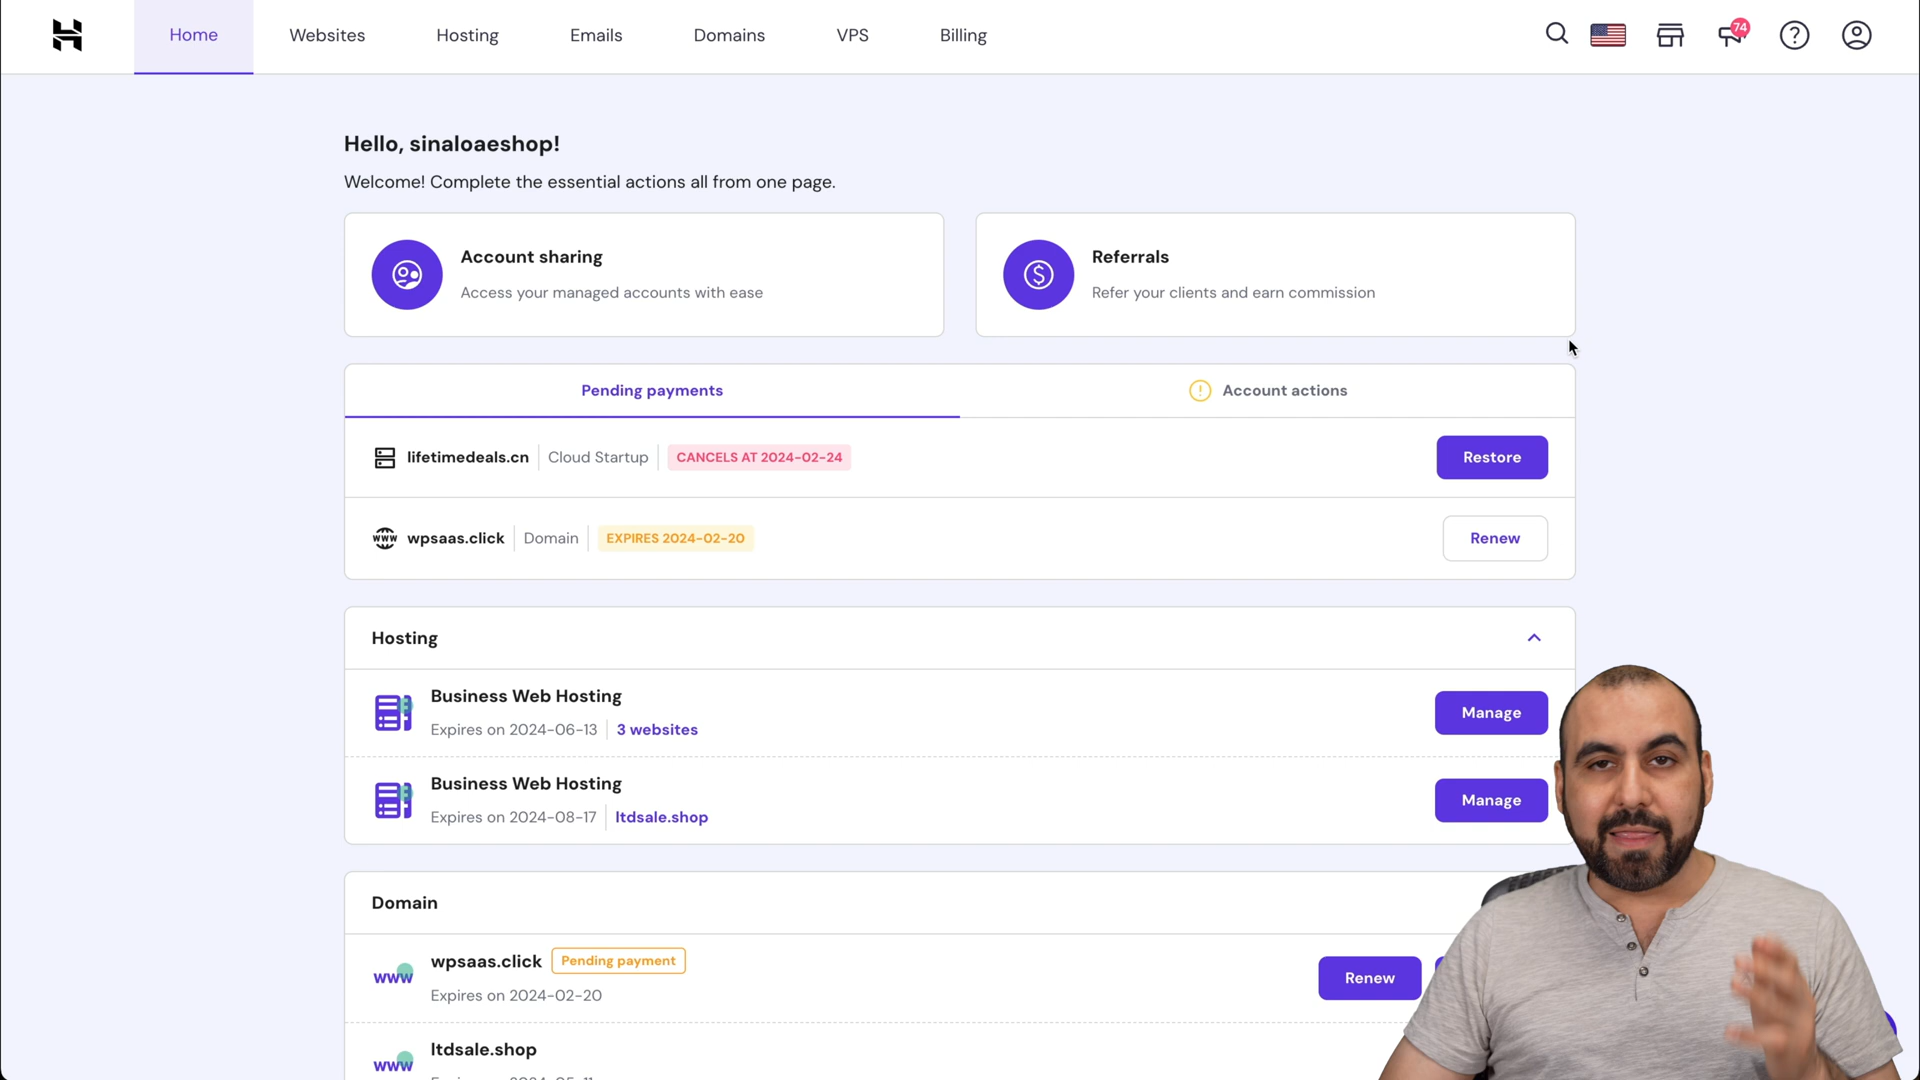 Home
Websites
Hosting
Emails
Domains
VPS
Billing
74
Hello, sinaloaeshop!
Welcome! Complete the essential actions all from one page.
Account sharing
Access your managed accounts with ease
Referrals
Refer your clients and earn commission
Pending payments
Account actions
lifetimedeals.cn
Cloud Startup
CANCELS AT 2024-02-24
Restore
www
wpsaas.click
Domain
EXPIRES 2024-02-20
Renew
Hosting
Business Web Hosting
Expires on 2024-06-13
3 websites
Manage
Business Web Hosting
Expires on 2024-08-17
ltdsale.shop
Manage
Domain
www
wpsaas.click
Pending payment
Expires on 2024-02-20
Renew
www
ltdsale.shop